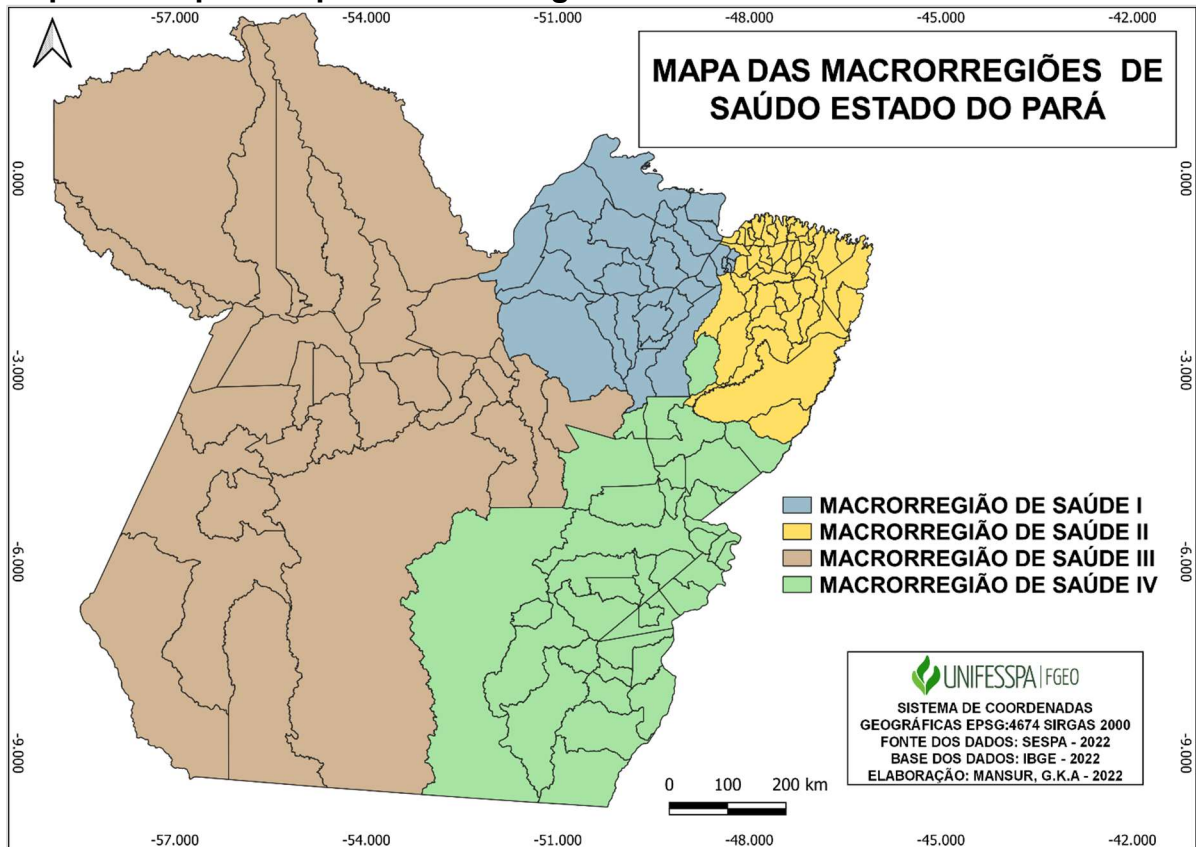 -57.000 -54.000 -51.000 -48.000 -45.000 -42.000
MAPA DAS MACRORREGIÕES DE
SAÚDO ESTADO DO PARÁ
0.000 0.000
-3.000 -3.000
MACRORREGIÃO DE SAÚDE I
MACRORREGIÃO DE SAÚDE II
MACRORREGIÃO DE SAÚDE III
MACRORREGIÃO DE SAÚDE IV
-6.000 -6.000
UNIFESSPA | FGEO
SISTEMA DE COORDENADAS
GEOGRÁFICAS EPSG:4674 SIRGAS 2000
FONTE DOS DADOS: SESPA - 2022
BASE DOS DADOS: IBGE - 2022
ELABORAÇÃO: MANSUR, G.K.A - 2022
-9.000 -9.000
0 100 200 km
-57.000 -54.000 -51.000 -48.000 -45.000 -42.000